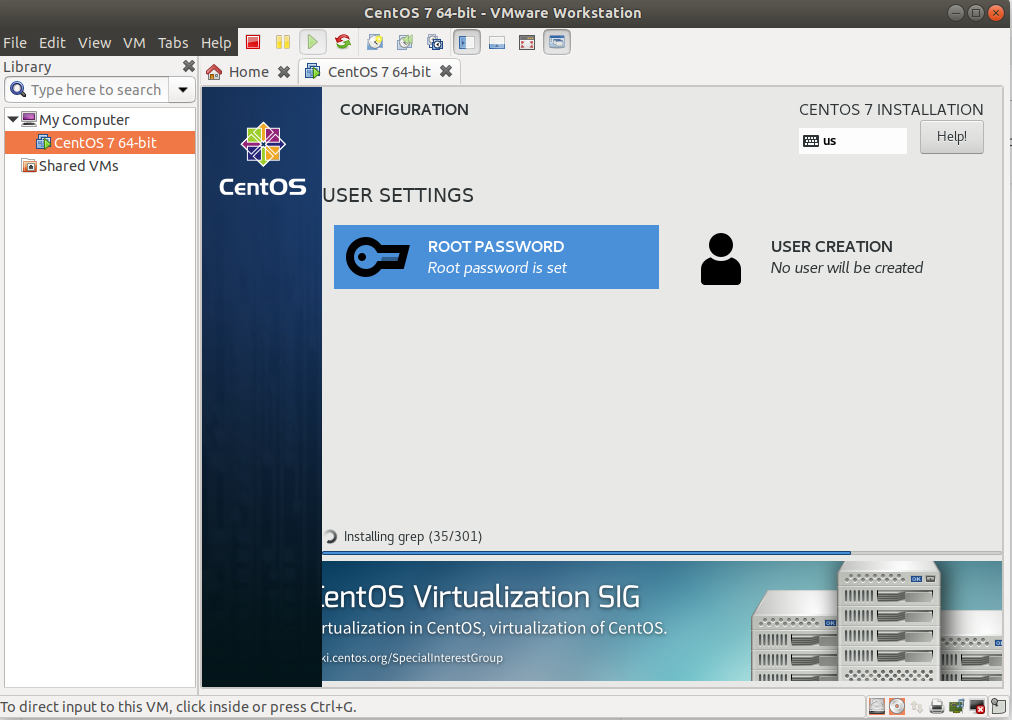 CentOS 7 64-bit - VMware Workstation
File Edit View VM Tabs Help
Library
Home CentOS 7 64-bit
Type here to search
My Computer
CentOS 7 64-bit
Shared VMs
CentOS
CONFIGURATION
CENTOS 7 INSTALLATION
us
Help!
USER SETTINGS
ROOT PASSWORD
Root password is set
USER CREATION
No user will be created
Installing grep (35/301)
CentOS Virtualization SIG
rtualization in CentOS, virtualization of CentOS.
ki.centos.org/SpecialInterestGroup
OK
OK
To direct input to this VM, click inside or press Ctrl+G.